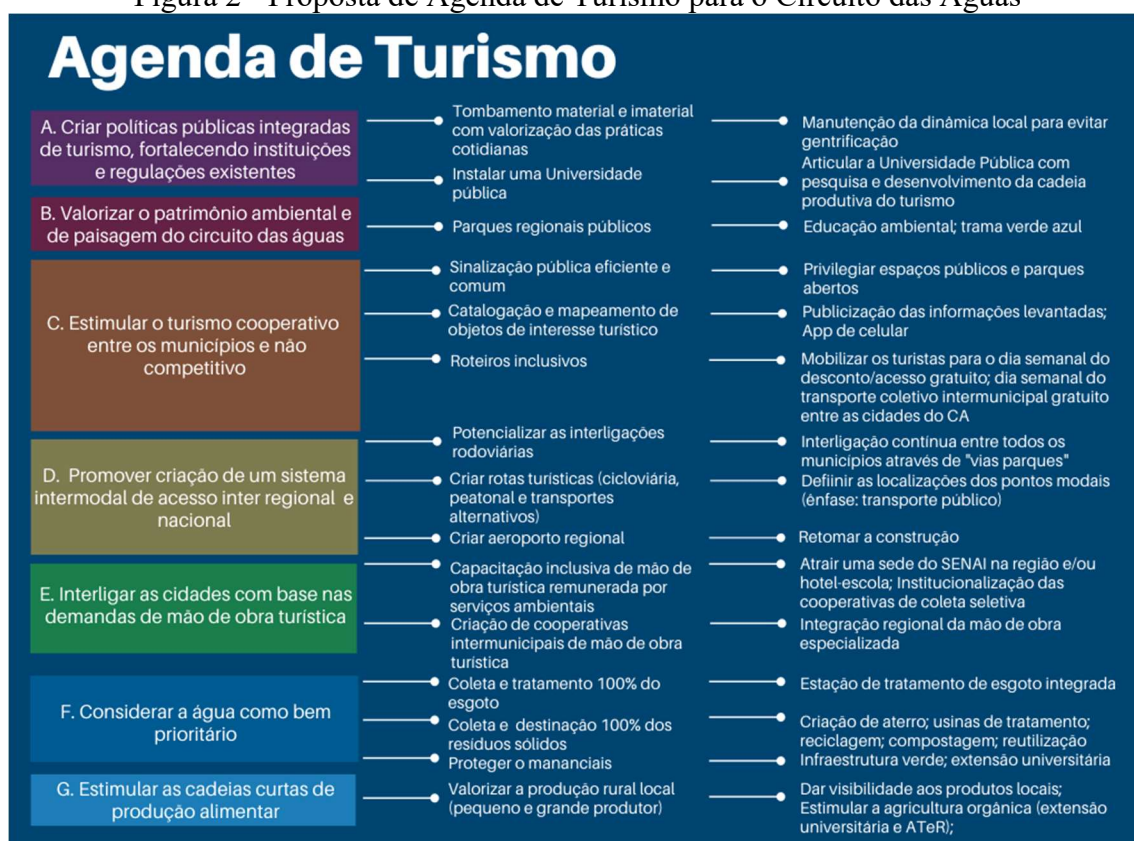 Figura 2 - Proposta de Agenda de Turismo para o Circuito das Águas
Agenda de Turismo
A. Criar políticas públicas integradas
de turismo, fortalecendo instituições
e regulações existentes
Tombamento material e imaterial
com valorização das práticas
cotidianas
Manutenção da dinâmica local para evitar
gentrificação
Instalar uma Universidade
pública
Articular a Universidade Pública com
pesquisa e desenvolvimento da cadeia
produtiva do turismo
B. Valorizar o patrimônio ambiental e
de paisagem do circuito das águas
Parques regionais públicos
Educação ambiental; trama verde azul
C. Estimular o turismo cooperativo
entre os municípios e não
competitivo
Sinalização pública eficiente e
comum
Privilegiar espaços públicos e parques
abertos
Catalogação e mapeamento de
objetos de interesse turístico
Publicização das informações levantadas;
App de celular
Roteiros inclusivos
Mobilizar os turistas para o dia semanal do
desconto/acesso gratuito; dia semanal do
transporte coletivo intermunicipal gratuito
entre as cidades do CA
D. Promover criação de um sistema
intermodal de acesso inter regional e
nacional
Potencializar as interligações
rodoviárias
Interligação contínua entre todos os
municípios através de "vias parques"
Criar rotas turísticas (cicloviária,
peatonal e transportes
alternativos)
Defiinir as localizações dos pontos modais
(ênfase: transporte público)
Criar aeroporto regional
Retomar a construção
E. Interligar as cidades com base nas
demandas de mão de obra turística
Capacitação inclusiva de mão de
obra turística remunerada por
serviços ambientais
Atrair uma sede do SENAI na região e/ou
hotel-escola; Institucionalização das
cooperativas de coleta seletiva
Criação de cooperativas
intermunicipais de mão de obra
turística
Integração regional da mão de obra
especializada
F. Considerar a água como bem
prioritário
Coleta e tratamento 100% do
esgoto
Estação de tratamento de esgoto integrada
Coleta e destinação 100% dos
resíduos sólidos
Criação de aterro; usinas de tratamento;
reciclagem; compostagem; reutilização
Proteger o mananciais
Infraestrutura verde; extensão universitária
G. Estimular as cadeias curtas de
produção alimentar
Valorizar a produção rural local
(pequeno e grande produtor)
Dar visibilidade aos produtos locais;
Estimular a agricultura orgânica (extensão
universitária e ATeR);